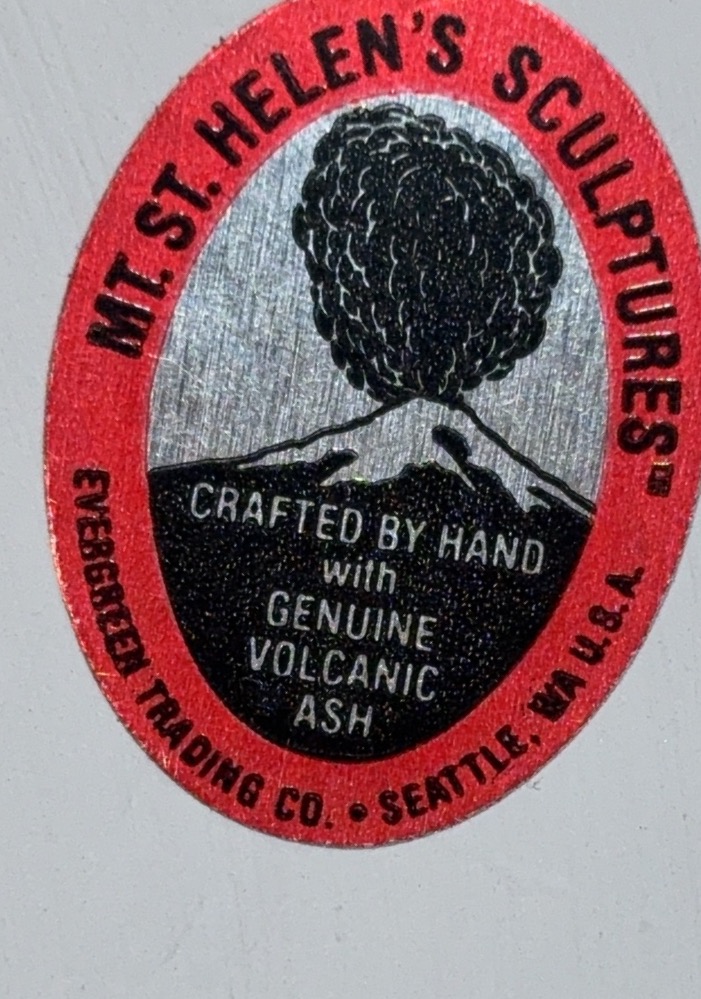 MT. ST. HELEN'S SCULPTURES™
CRAFTED BY HAND
with
GENUINE
VOLCANIC
ASH
EVERGREEN TRADING CO. • SEATTLE, WA U.S.A.